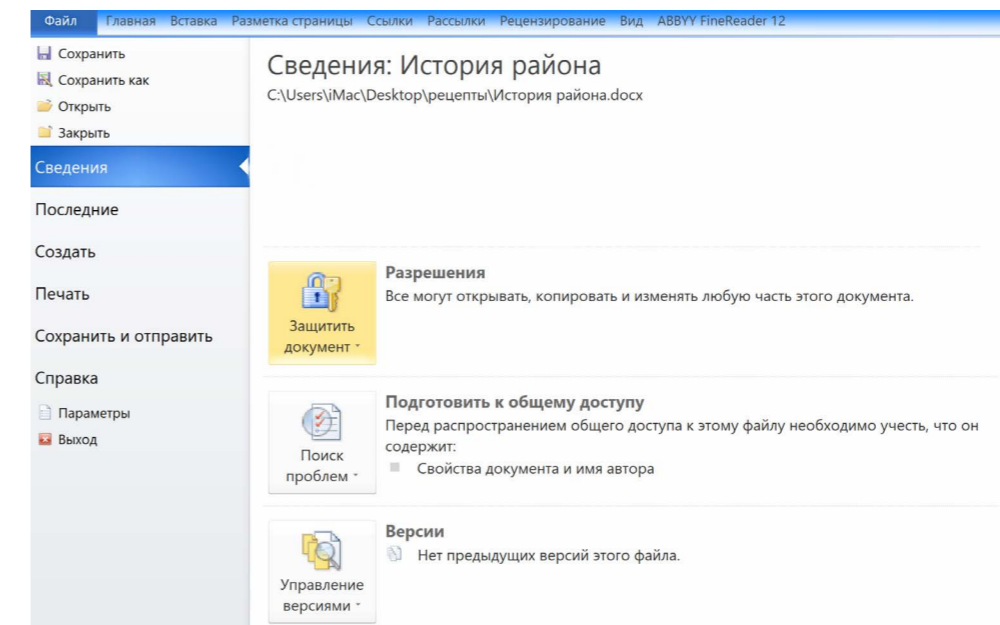 Файл Главная Вставка Разметка страницы Ссылки Рассылки Рецензирование Вид ABBYY FineReader 12
Сохранить
Сохранить как
Открыть
Закрыть
Сведения
Последние
Создать
Печать
Сохранить и отправить
Справка
Параметры
Выход
Сведения: История района
C:\Users\iMac\Desktop\рецепты\История района.docx
Защитить
документ
Разрешения
Все могут открывать, копировать и изменять любую часть этого документа.
Поиск
проблем
Подготовить к общему доступу
Перед распространением общего доступа к этому файлу необходимо учесть, что он
содержит:
Свойства документа и имя автора
Управление
версиями
Версии
Нет предыдущих версий этого файла.